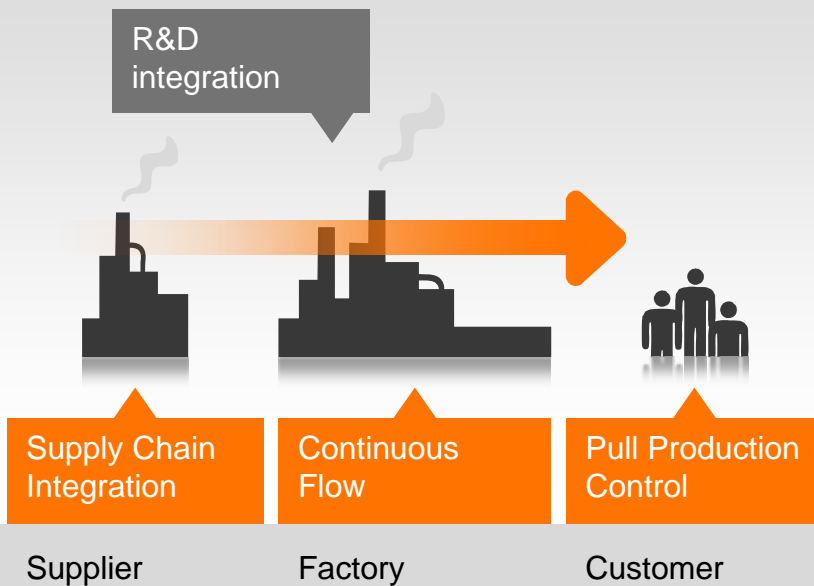 R&D
integration
Supply Chain
Integration
Continuous
Flow
Pull Production
Control
Supplier
Factory
Customer